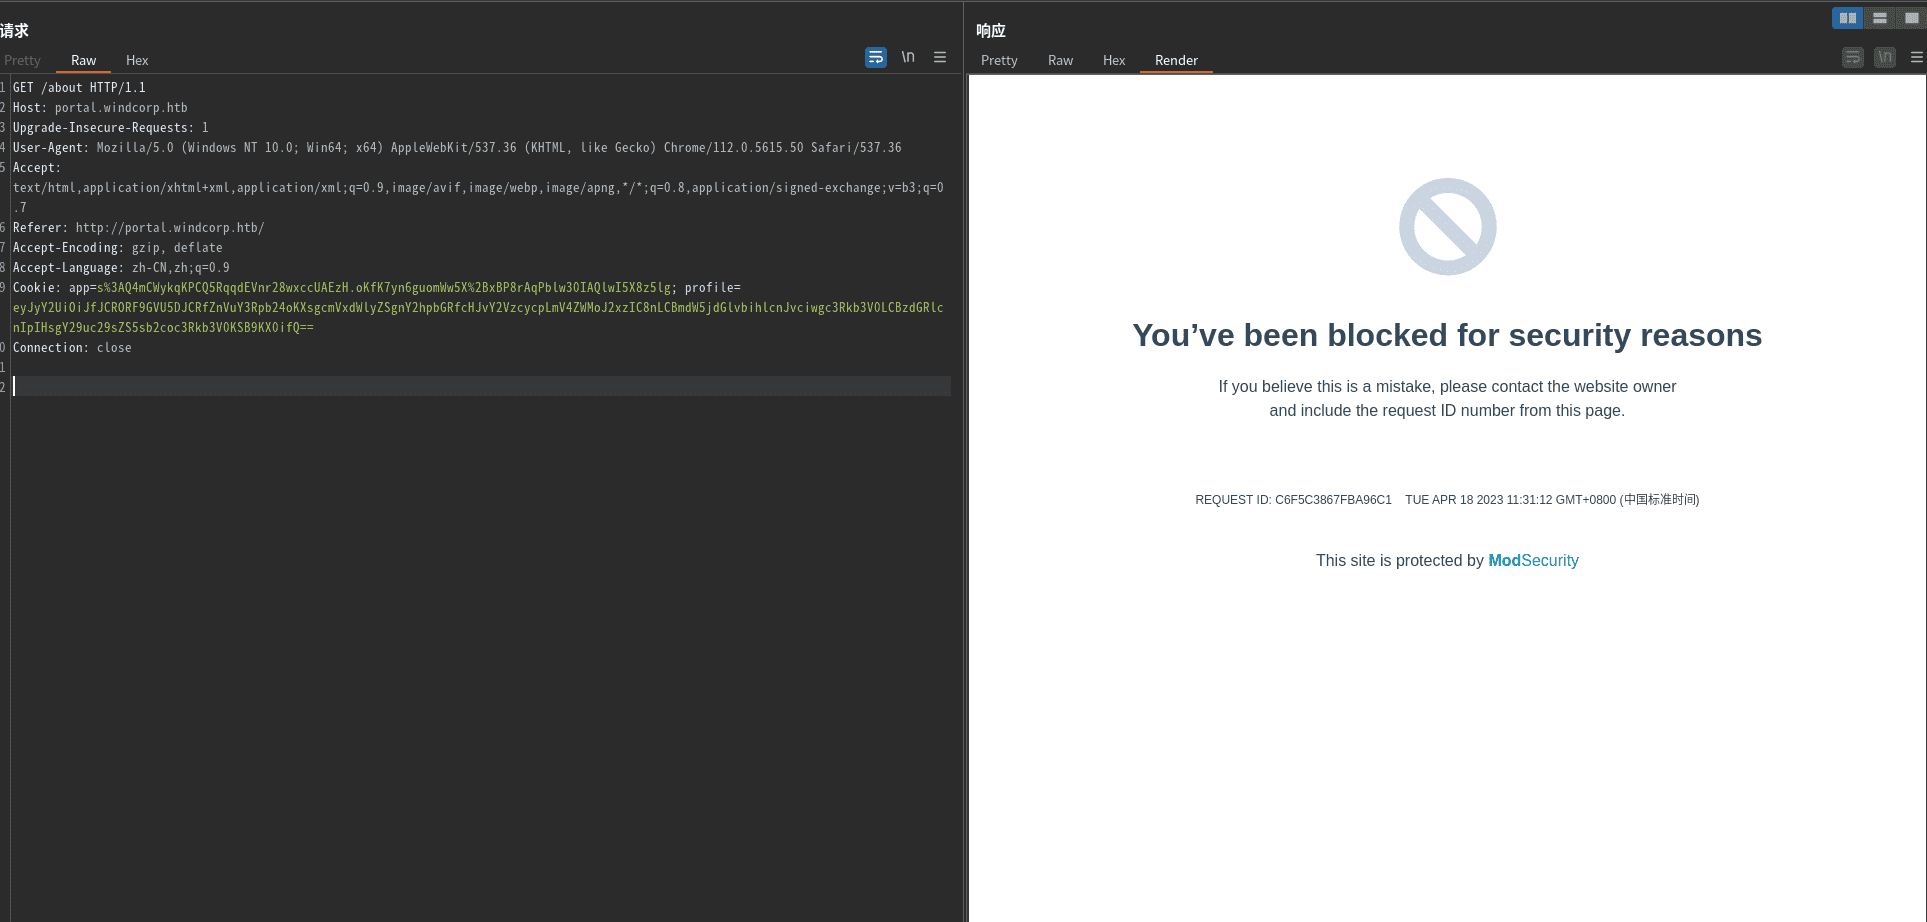 请求
Pretty Raw Hex
\n
1 GET /about HTTP/1.1
2 Host: portal.windcorp.htb
3 Upgrade-Insecure-Requests: 1
4 User-Agent: Mozilla/5.0 (Windows NT 10.0; Win64; x64) AppleWebKit/537.36 (KHTML, like Gecko) Chrome/112.0.5615.50 Safari/537.36
5 Accept:
text/html,application/xhtml+xml,application/xml;q=0.9,image/avif,image/webp,image/apng,*/*;q=0.8,application/signed-exchange;v=b3;q=0
.7
6 Referer: http://portal.windcorp.htb/
7 Accept-Encoding: gzip, deflate
8 Accept-Language: zh-CN,zh;q=0.9
9 Cookie: app=s%3AQ4mCWykqKPCQ5RqqdEVnr28wxccUAEzH.oKfK7yn6guomWw5X%2BxBP8rAqPblw3OIAQlwI5X8z5lg; profile=
eyJyY2UiOiJfJCRORF9GVU5DJCRfZnVuY3Rpb24oKXsgcmVxdWlyZSgnY2hpbGRfcHJvY2VzcycpLmV4ZWMoJ2xzIC8nLCBmdW5jdGlvbihlcnJvciwgc3Rkb3V0LCBzdGRlc
nIpIHsgY29uc29sZS5sb2coc3Rkb3V0KSB9KX0ifQ==
0 Connection: close
1
2
响应
Pretty Raw Hex Render
\n
You’ve been blocked for security reasons
If you believe this is a mistake, please contact the website owner
and include the request ID number from this page.
REQUEST ID: C6F5C3867FBA96C1 TUE APR 18 2023 11:31:12 GMT+0800 (中国标准时间)
This site is protected by ModSecurity